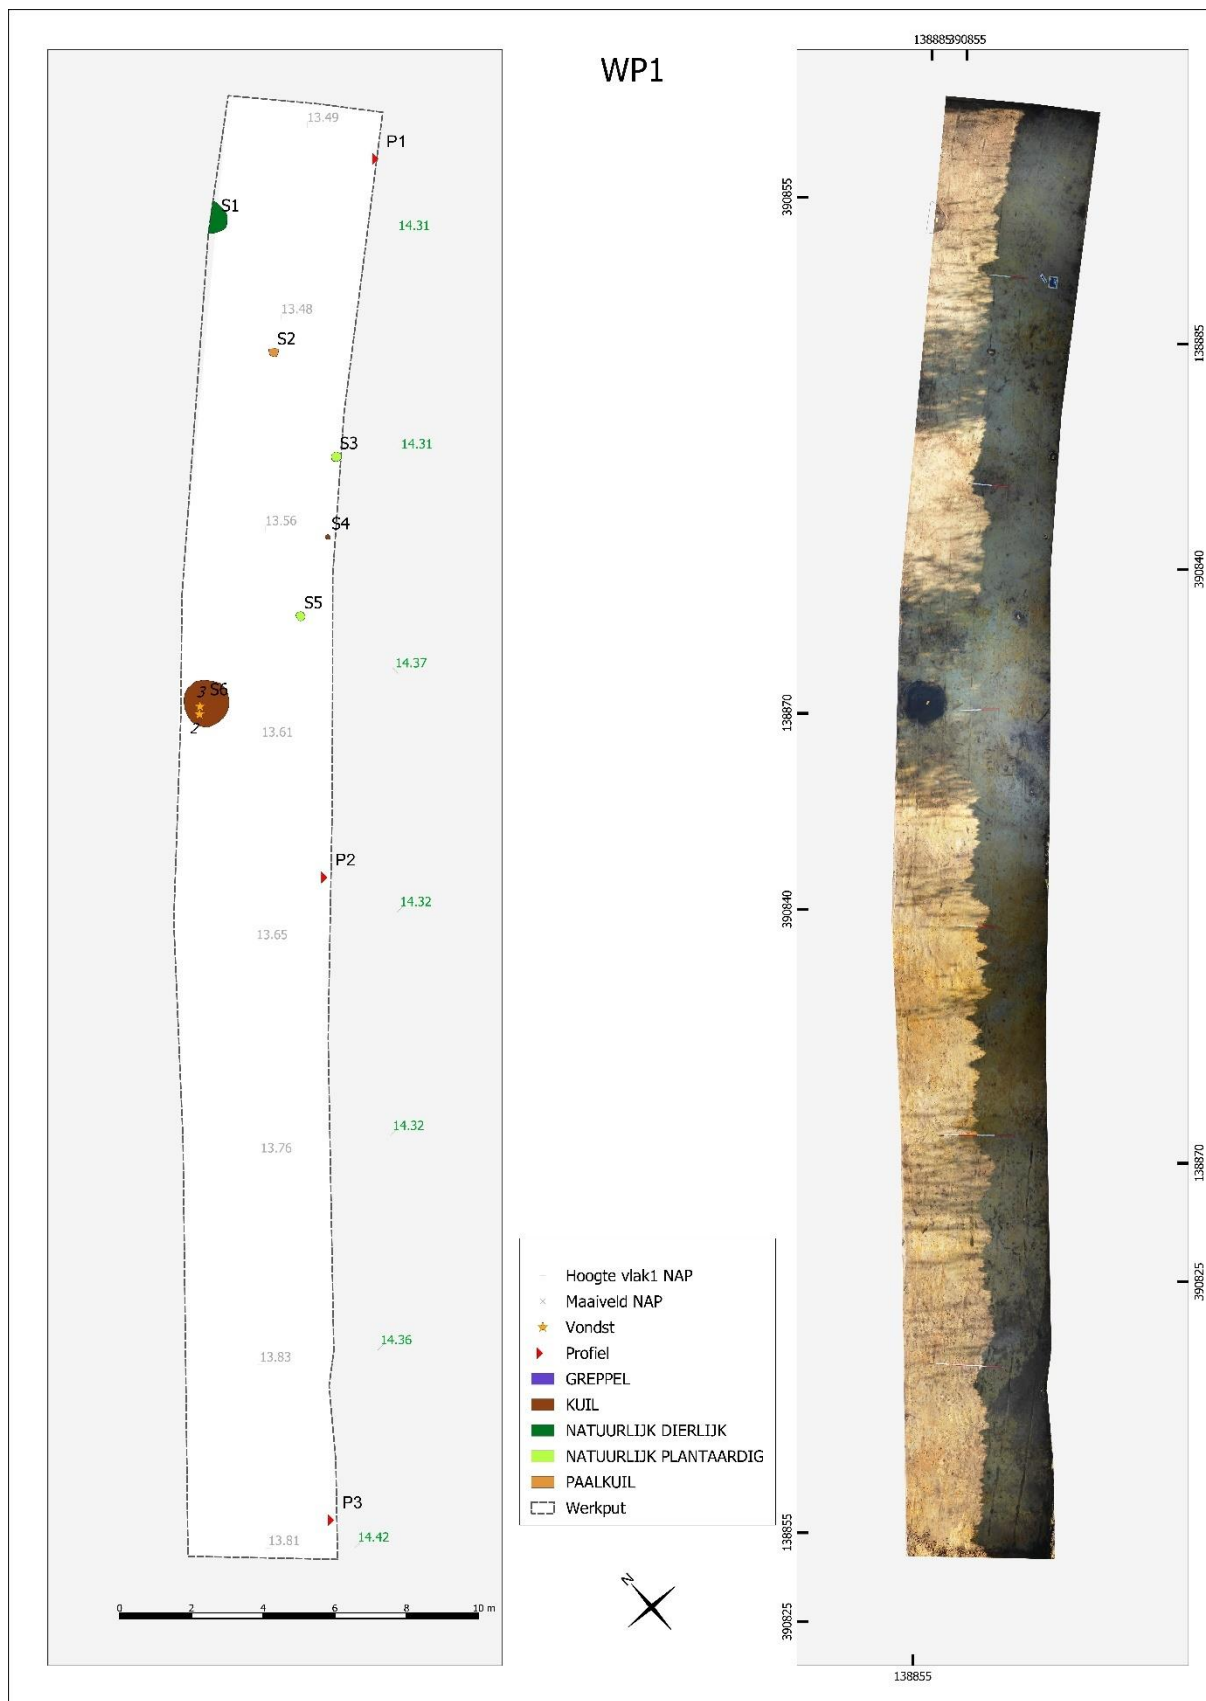 WP1
13.49
P1
S1
14.31
13.48
S2
S3
14.31
13.56
S4
S5
14.37
3 S6
2
13.61
P2
14.32
13.65
14.32
13.76
14.36
13.83
P3
13.81
14.42
0 2 4 6 8 10 m
Hoogte vlak1 NAP
Maaiveld NAP
Vondst
Profiel
GREPPEL
KUIL
NATUURLIJK DIERLIJK
NATUURLIJK PLANTAARDIG
PAALKUIL
Werkput
N
138885 390855
390855
138885
390840
138870
390840
138870
390825
138855
390825
138855